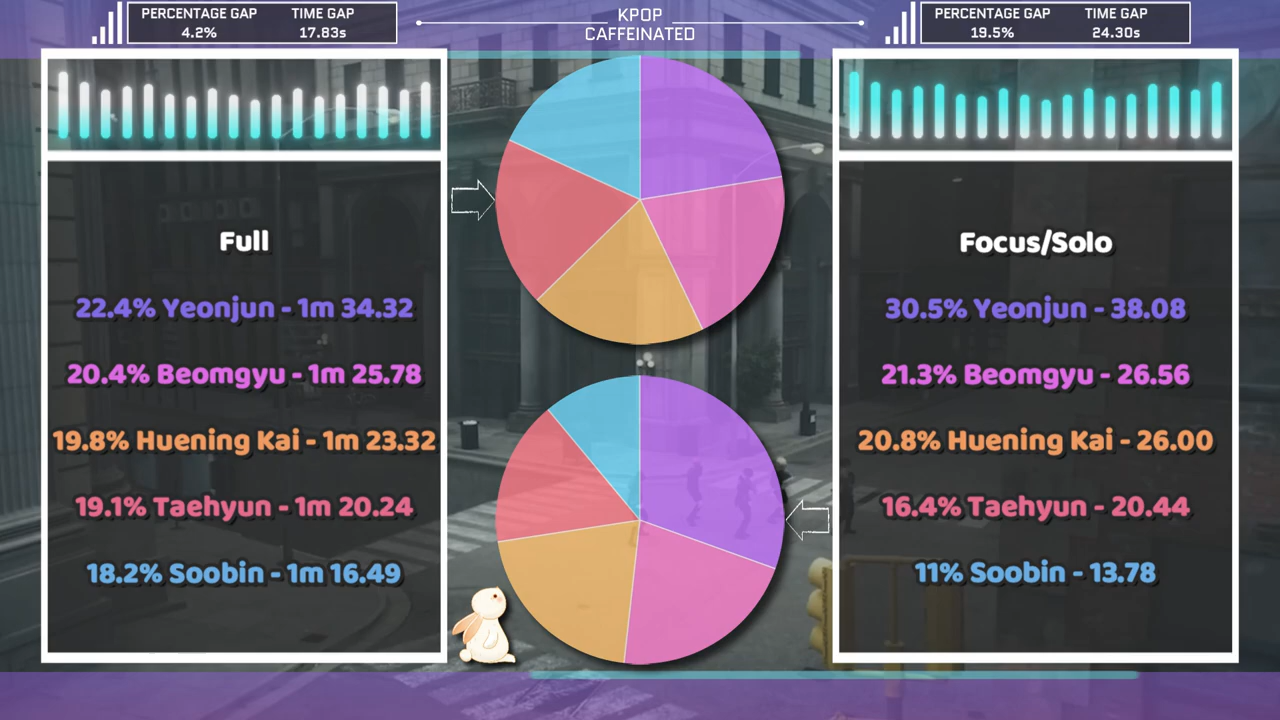 PERCENTAGE GAP TIME GAP
4.2% 17.83s
KPOP
CAFFEINATED
PERCENTAGE GAP TIME GAP
19.5% 24.30s
Full
22.4% Yeonjun - 1m 34.32
20.4% Beomgyu - 1m 25.78
19.8% Huening Kai - 1m 23.32
19.1% Taehyun - 1m 20.24
18.2% Soobin - 1m 16.49
Focus/Solo
30.5% Yeonjun - 38.08
21.3% Beomgyu - 26.56
20.8% Huening Kai - 26.00
16.4% Taehyun - 20.44
11% Soobin - 13.78